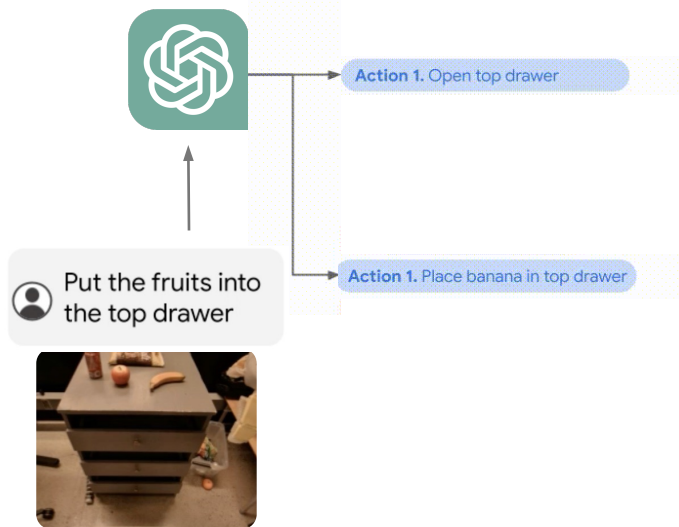 Action 1. Open top drawer
Put the fruits into
the top drawer
Action 1. Place banana in top drawer